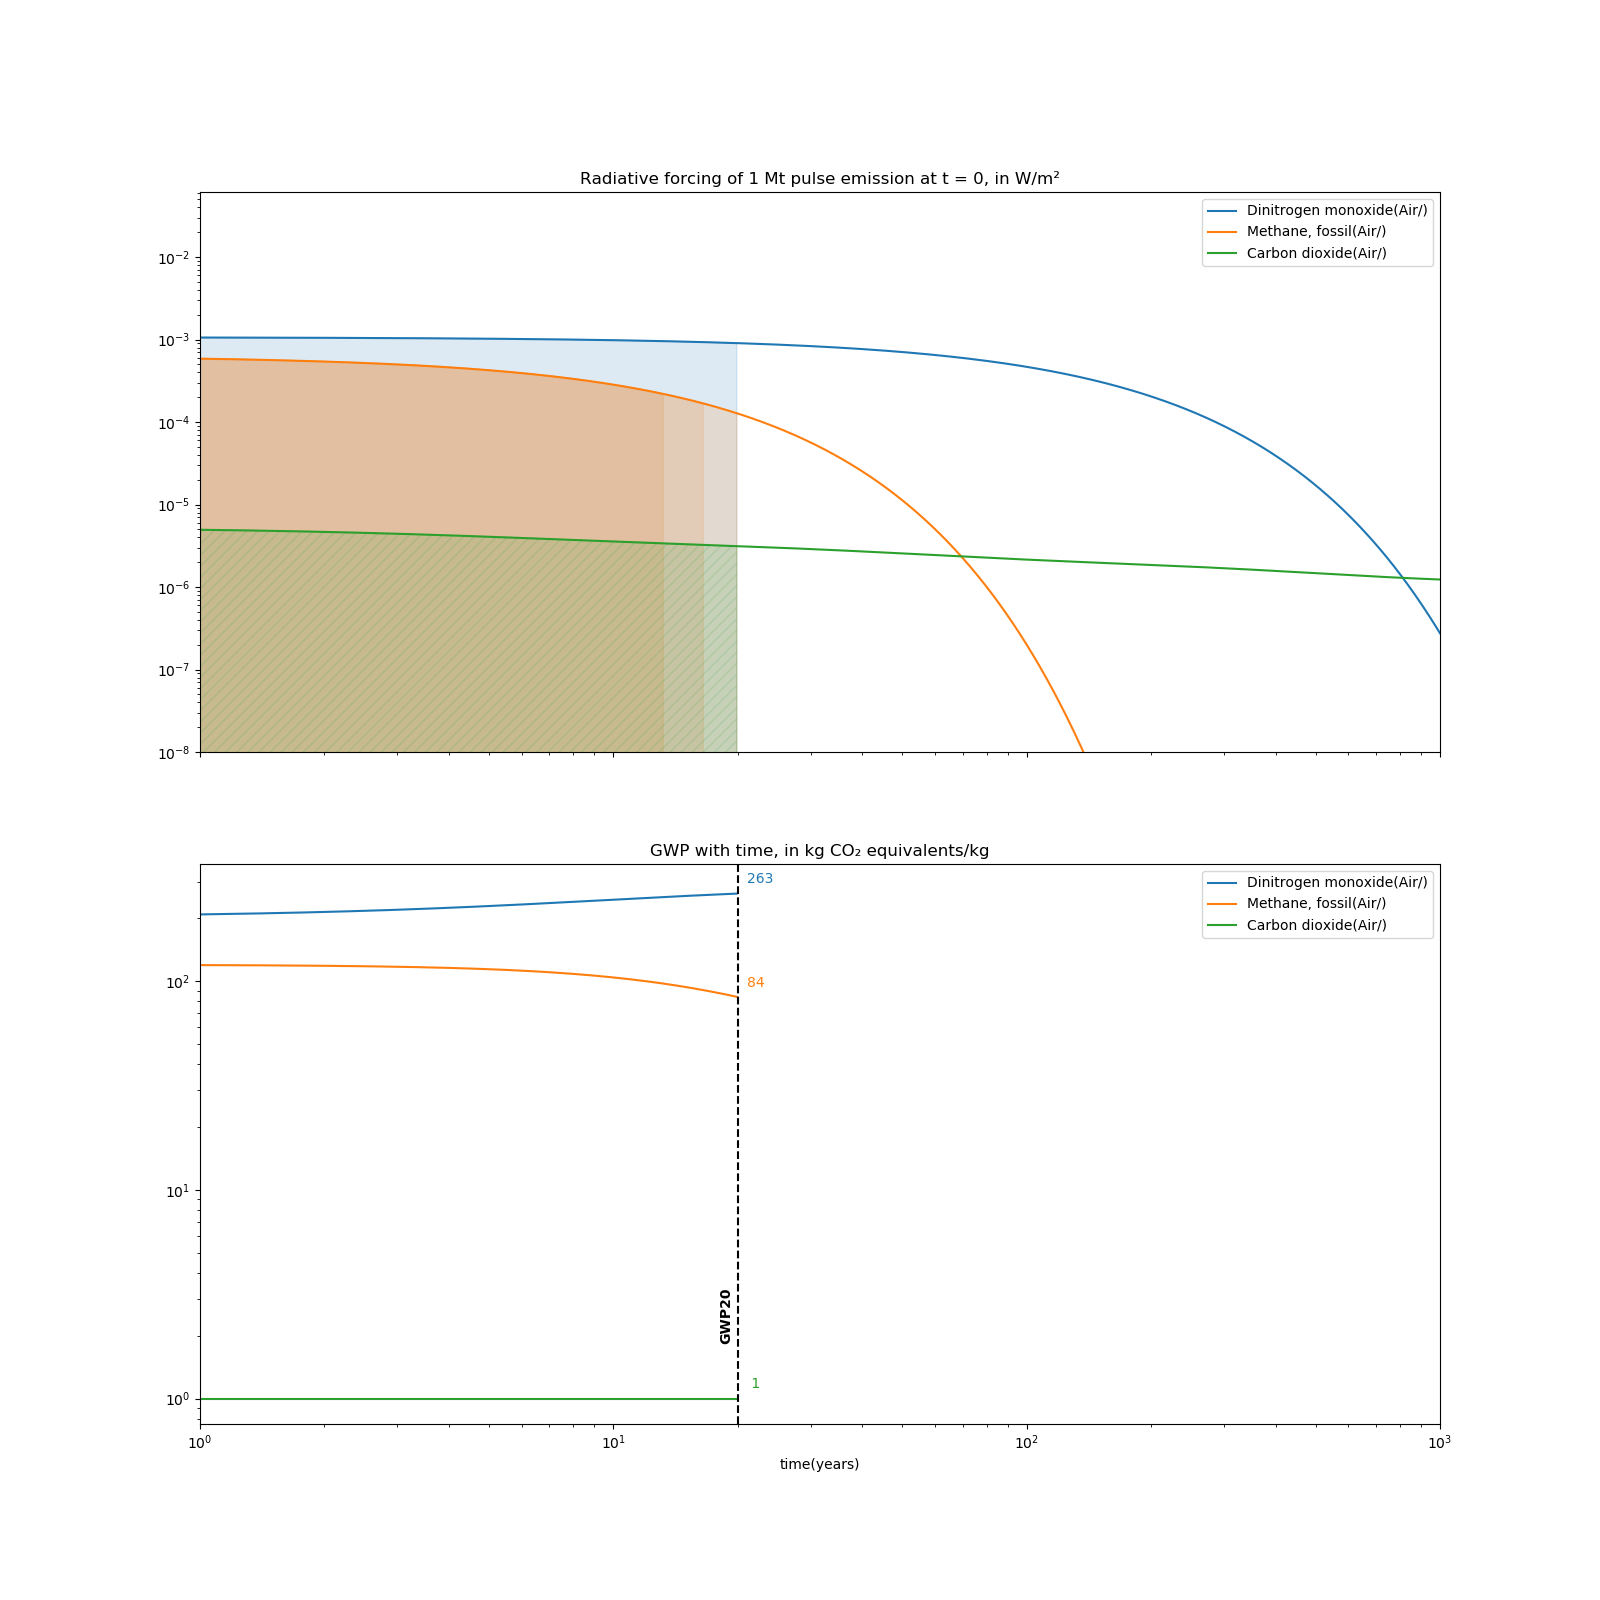 Radiative forcing of 1 Mt pulse emission at t = 0, in W/m²
Dinitrogen monoxide(Air/)
Methane, fossil(Air/)
Carbon dioxide(Air/)
10⁻²
10⁻³
10⁻⁴
10⁻⁵
10⁻⁶
10⁻⁷
10⁻⁸
GWP with time, in kg CO₂ equivalents/kg
Dinitrogen monoxide(Air/)
Methane, fossil(Air/)
Carbon dioxide(Air/)
263
84
1
GWP20
10²
10¹
10⁰
10⁰ 10¹ 10² 10³
time(years)